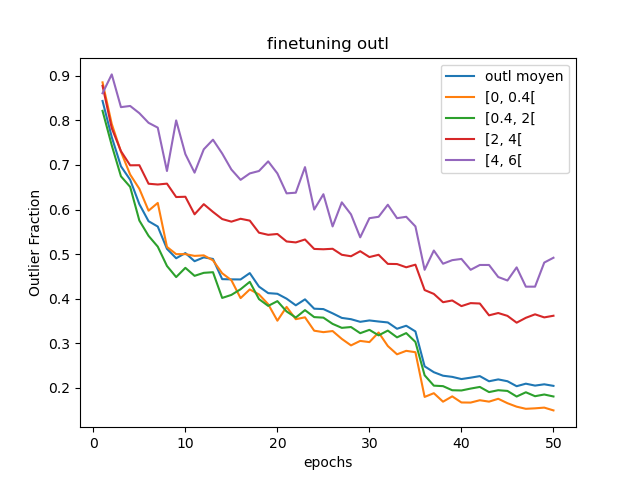 finetuning outl
outl moyen
[0, 0.4[
[0.4, 2[
[2, 4[
[4, 6[
Outlier Fraction
0.9
0.8
0.7
0.6
0.5
0.4
0.3
0.2
0 10 20 30 40 50
epochs